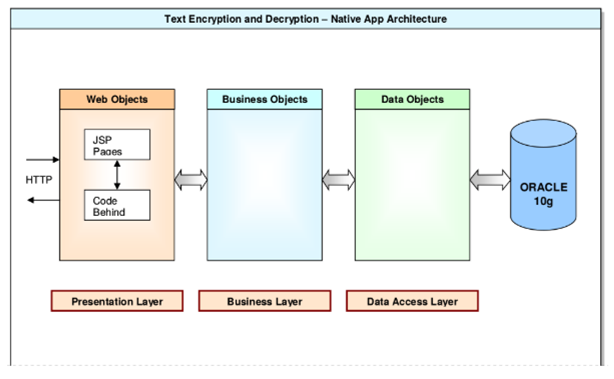 Text Encryption and Decryption – Native App Architecture
Web Objects
Business Objects
Data Objects
JSP
Pages
HTTP
Code
Behind
ORACLE
10g
Presentation Layer
Business Layer
Data Access Layer